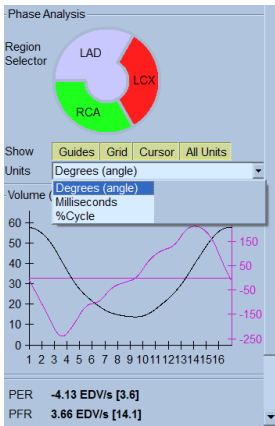 Phase Analysis
Region
Selector
LAD
LCX
RCA
Show Guides Grid Cursor All Units
Units Degrees (angle)
Degrees (angle)
Milliseconds
%Cycle
Volume (
60
50
40
30
20
10
0
150
50
-50
-150
-250
1 2 3 4 5 6 7 8 9 10 11 12 13 14 15 16
PER -4.13 EDV/s [3.6]
PFR 3.66 EDV/s [14.1]